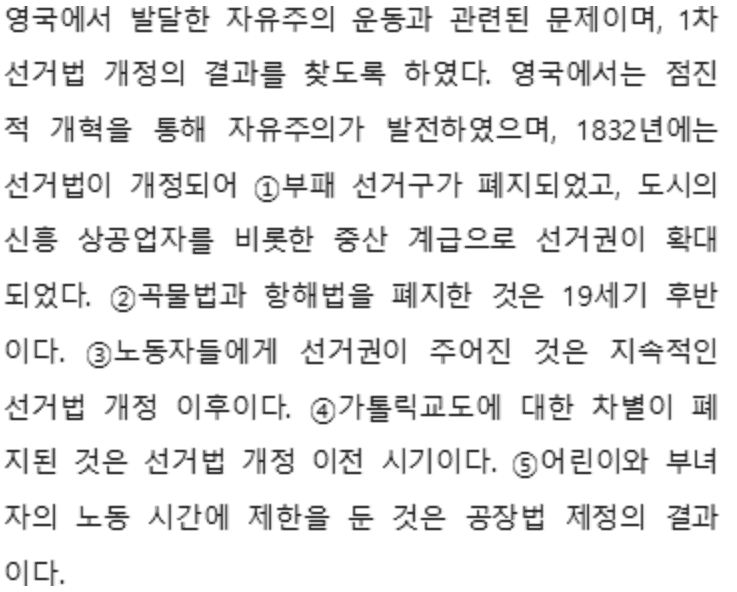 영국에서 발달한 자유주의 운동과 관련된 문제이며, 1차
선거법 개정의 결과를 찾도록 하였다. 영국에서는 점진
적 개혁을 통해 자유주의가 발전하였으며, 1832년에는
선거법이 개정되어 ①부패 선거구가 폐지되었고, 도시의
신흥 상공업자를 비롯한 중산 계급으로 선거권이 확대
되었다. ②곡물법과 항해법을 폐지한 것은 19세기 후반
이다. ③노동자들에게 선거권이 주어진 것은 지속적인
선거법 개정 이후이다. ④가톨릭교도에 대한 차별이 폐
지된 것은 선거법 개정 이전 시기이다. ⑤어린이와 부녀
자의 노동 시간에 제한을 둔 것은 공장법 제정의 결과
이다.